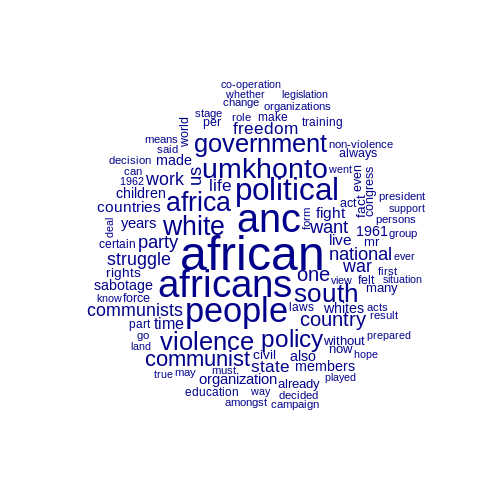 co-operation
whether legislation
change organizations
stage role make
world per freedom training
means government non-violence
said always
decision made umkhonto went
can us even congress
1962 work life political fact
children africa act president
countries anc support
deal years white form fight persons
want 1961 group
certain party african live mr
struggle national ever
rights africans one war view felt first situation
sabotage south many
know force people laws whites acts
communists country result
part time policy
go violence without prepared
land communist civil also now hope
state members
true may must.
organization already played
education way decided
amongst campaign